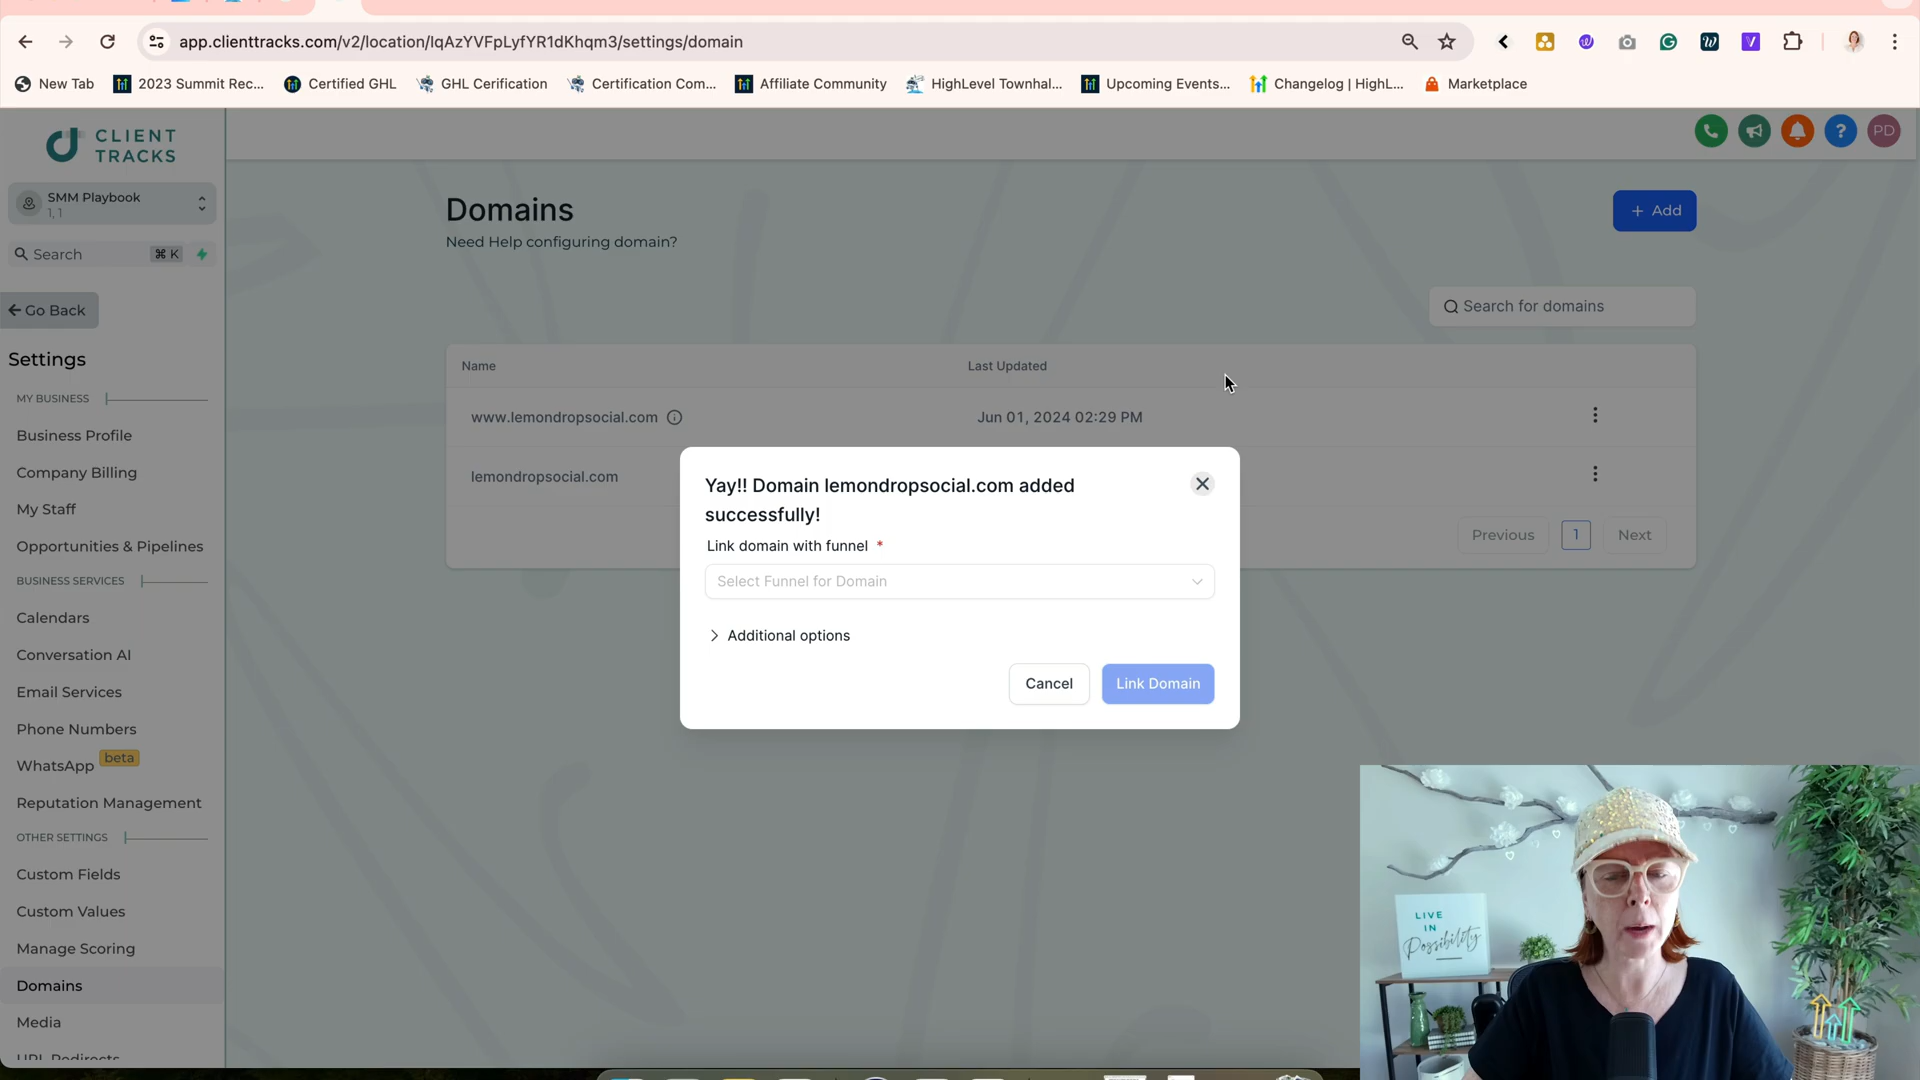 app.clienttracks.com/v2/location/lqAzYVFpLyfYR1dKhqm3/settings/domain
New Tab
2023 Summit Rec...
Certified GHL
GHL Cerification
Certification Com...
Affiliate Community
HighLevel Townhal...
Upcoming Events...
Changelog | HighL...
Marketplace
CLIENT
TRACKS
PD
SMM Playbook
1, 1
Search
⌘ K
Go Back
Settings
MY BUSINESS
Business Profile
Company Billing
My Staff
Opportunities & Pipelines
BUSINESS SERVICES
Calendars
Conversation AI
Email Services
Phone Numbers
WhatsApp beta
Reputation Management
OTHER SETTINGS
Custom Fields
Custom Values
Manage Scoring
Domains
Media
URL Redirects
Domains
Need Help configuring domain?
+ Add
Search for domains
Name
Last Updated
www.lemondropsocial.com
Jun 01, 2024 02:29 PM
lemondropsocial.com
Previous
1
Next
Yay!! Domain lemondropsocial.com added
successfully!
Link domain with funnel *
Select Funnel for Domain
Additional options
Cancel
Link Domain
LIVE
IN
Possibility